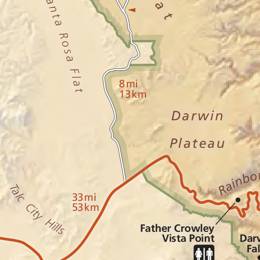 anta Rosa Flat
at
8mi
13km
Darwin
Plateau
33mi
53km
Talc City Hills
Rainbo
Father Crowley
Vista Point
Darw
Fal